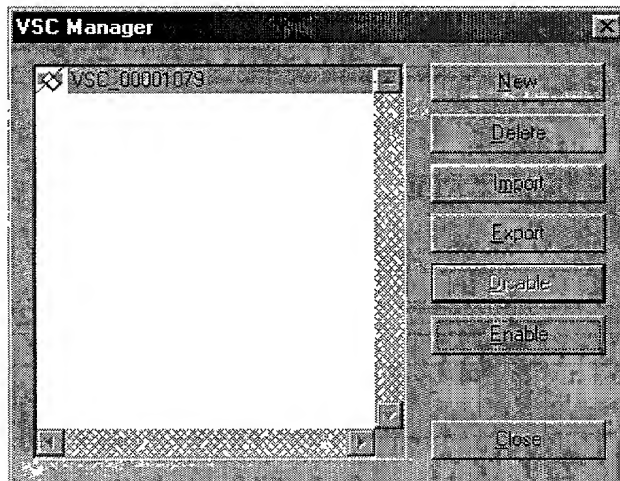 VSC Manager
VSC_00001079
New
Delete
Import
Export
Disable
Enable
Close